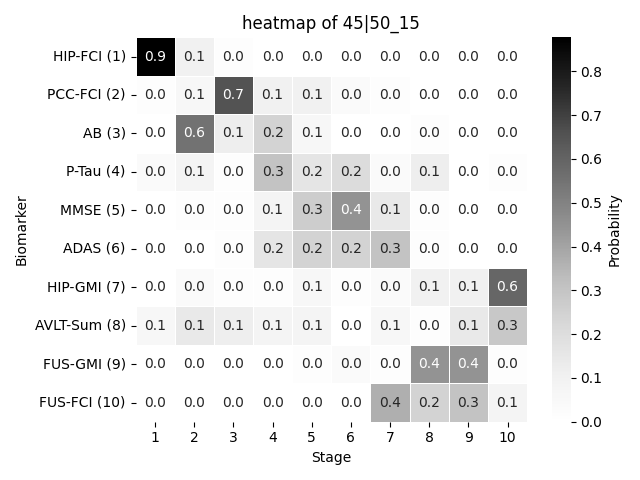 heatmap of 45|50_15
HIP-FCI (1) 0.9 0.1 0.0 0.0 0.0 0.0 0.0 0.0 0.0 0.0
PCC-FCI (2) 0.0 0.1 0.7 0.1 0.1 0.0 0.0 0.0 0.0 0.0
AB (3) 0.0 0.6 0.1 0.2 0.1 0.0 0.0 0.0 0.0 0.0
P-Tau (4) 0.0 0.1 0.0 0.3 0.2 0.2 0.0 0.1 0.0 0.0
MMSE (5) 0.0 0.0 0.0 0.1 0.3 0.4 0.1 0.0 0.0 0.0
ADAS (6) 0.0 0.0 0.0 0.2 0.2 0.2 0.3 0.0 0.0 0.0
HIP-GMI (7) 0.0 0.0 0.0 0.0 0.1 0.0 0.0 0.1 0.1 0.6
AVLT-Sum (8) 0.1 0.1 0.1 0.1 0.1 0.0 0.1 0.0 0.1 0.3
FUS-GMI (9) 0.0 0.0 0.0 0.0 0.0 0.0 0.0 0.4 0.4 0.0
FUS-FCI (10) 0.0 0.0 0.0 0.0 0.0 0.0 0.4 0.2 0.3 0.1
1 2 3 4 5 6 7 8 9 10
Stage
Biomarker
0.8
0.7
0.6
0.5
0.4
0.3
0.2
0.1
0.0
Probability